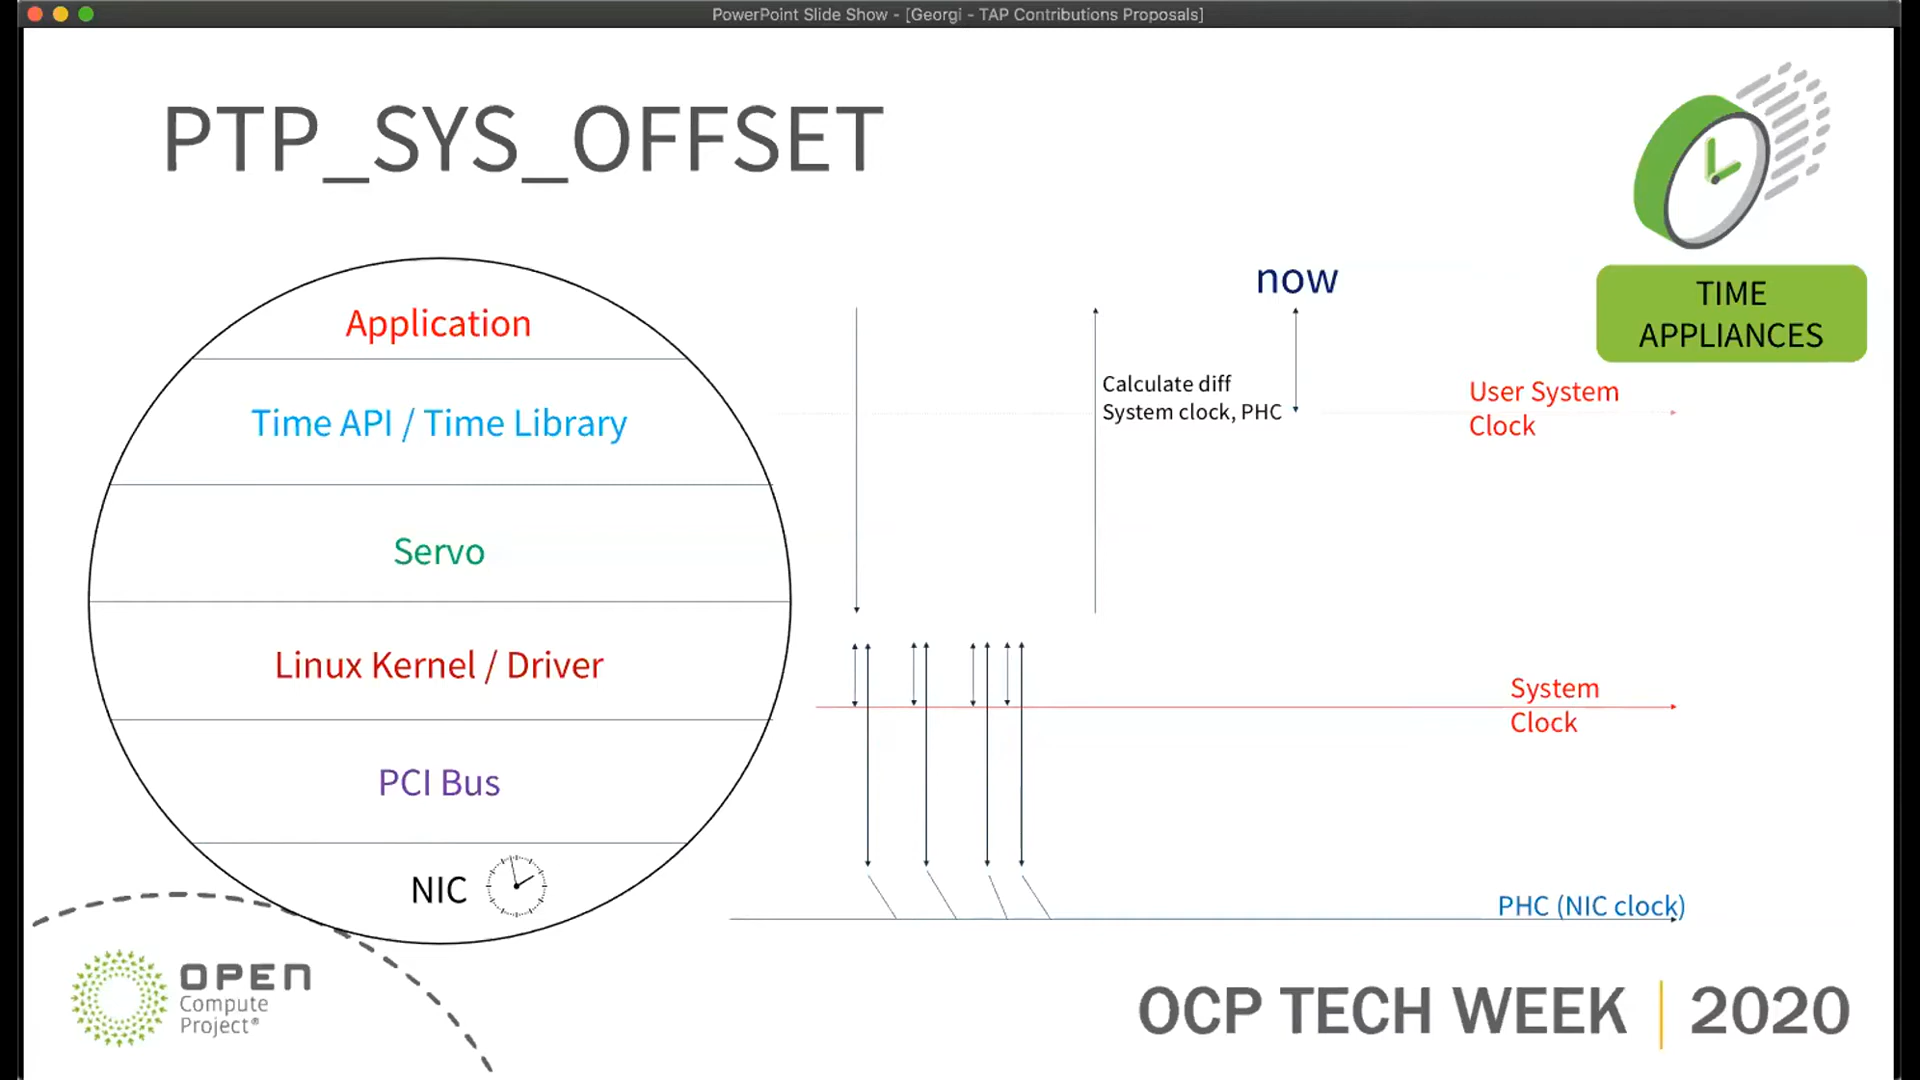 PowerPoint Slide Show - [Georgi - TAP Contributions Proposals]
PTP_SYS_OFFSET
TIME
APPLIANCES
Application
Time API / Time Library
Servo
Linux Kernel / Driver
PCI Bus
NIC
now
Calculate diff
System clock, PHC
User System
Clock
System
Clock
PHC (NIC clock)
OPEN
Compute
Project®
OCP TECH WEEK | 2020